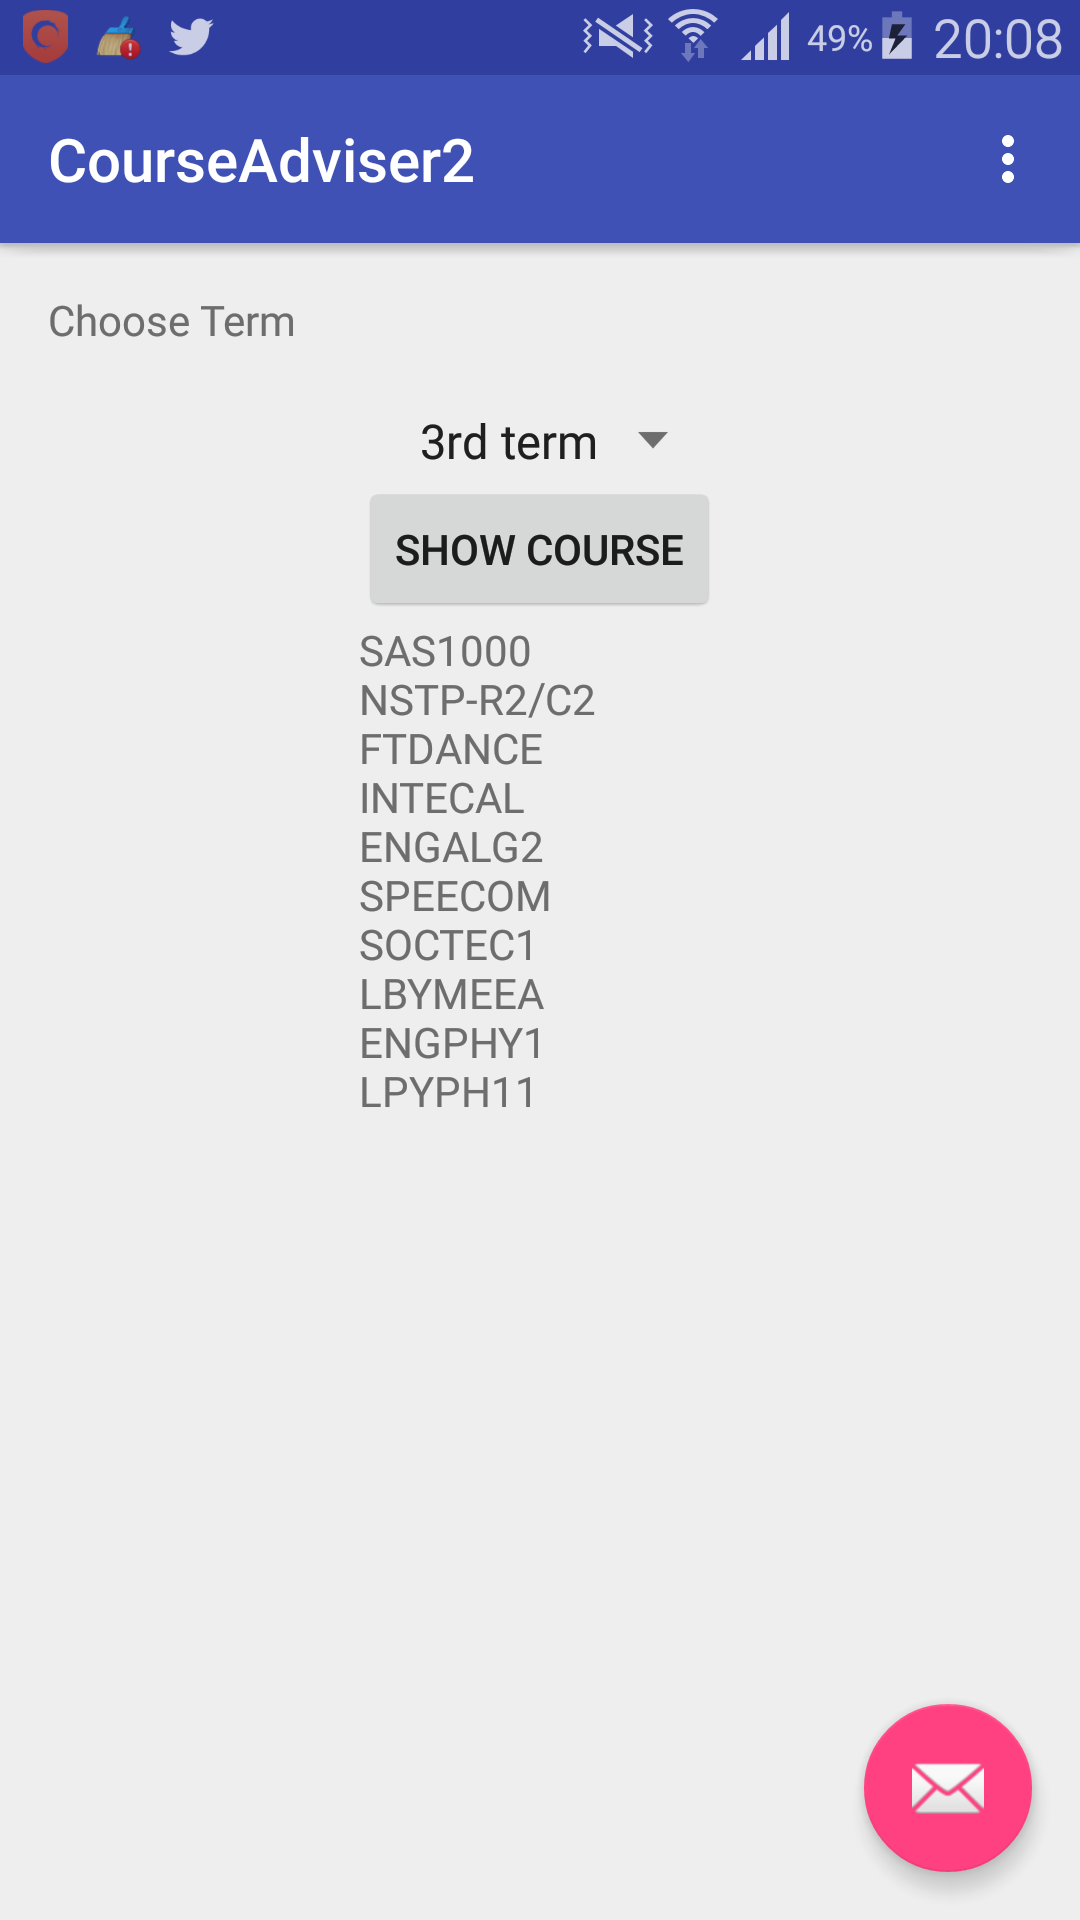 49% 20:08
CourseAdviser2
Choose Term
3rd term
SHOW COURSE
SAS1000
NSTP-R2/C2
FTDANCE
INTECAL
ENGALG2
SPEECOM
SOCTEC1
LBYMEEA
ENGPHY1
LPYPH11